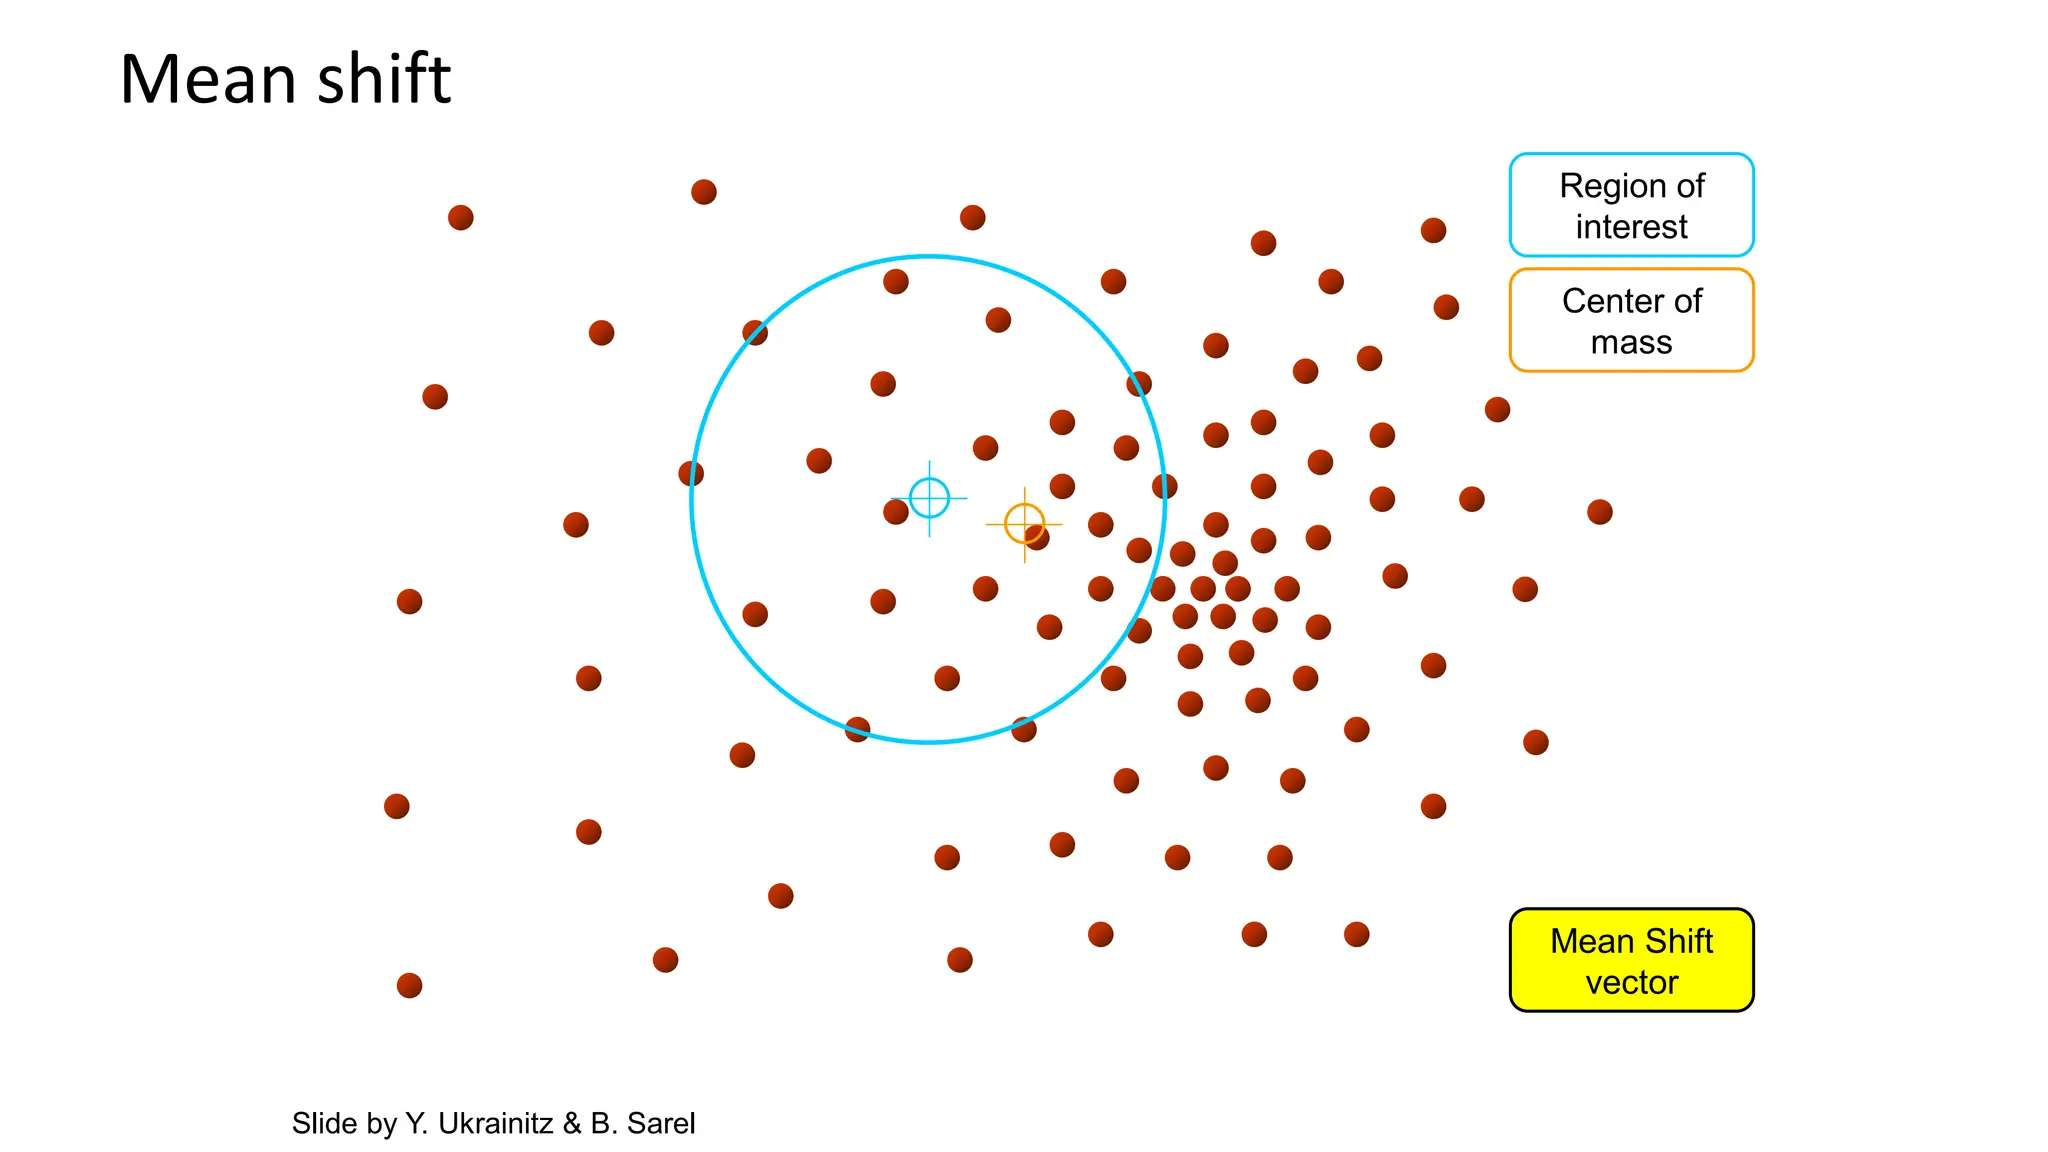 Mean shift
Region of
interest
Center of
mass
Mean Shift
vector
Slide by Y. Ukrainitz & B. Sarel